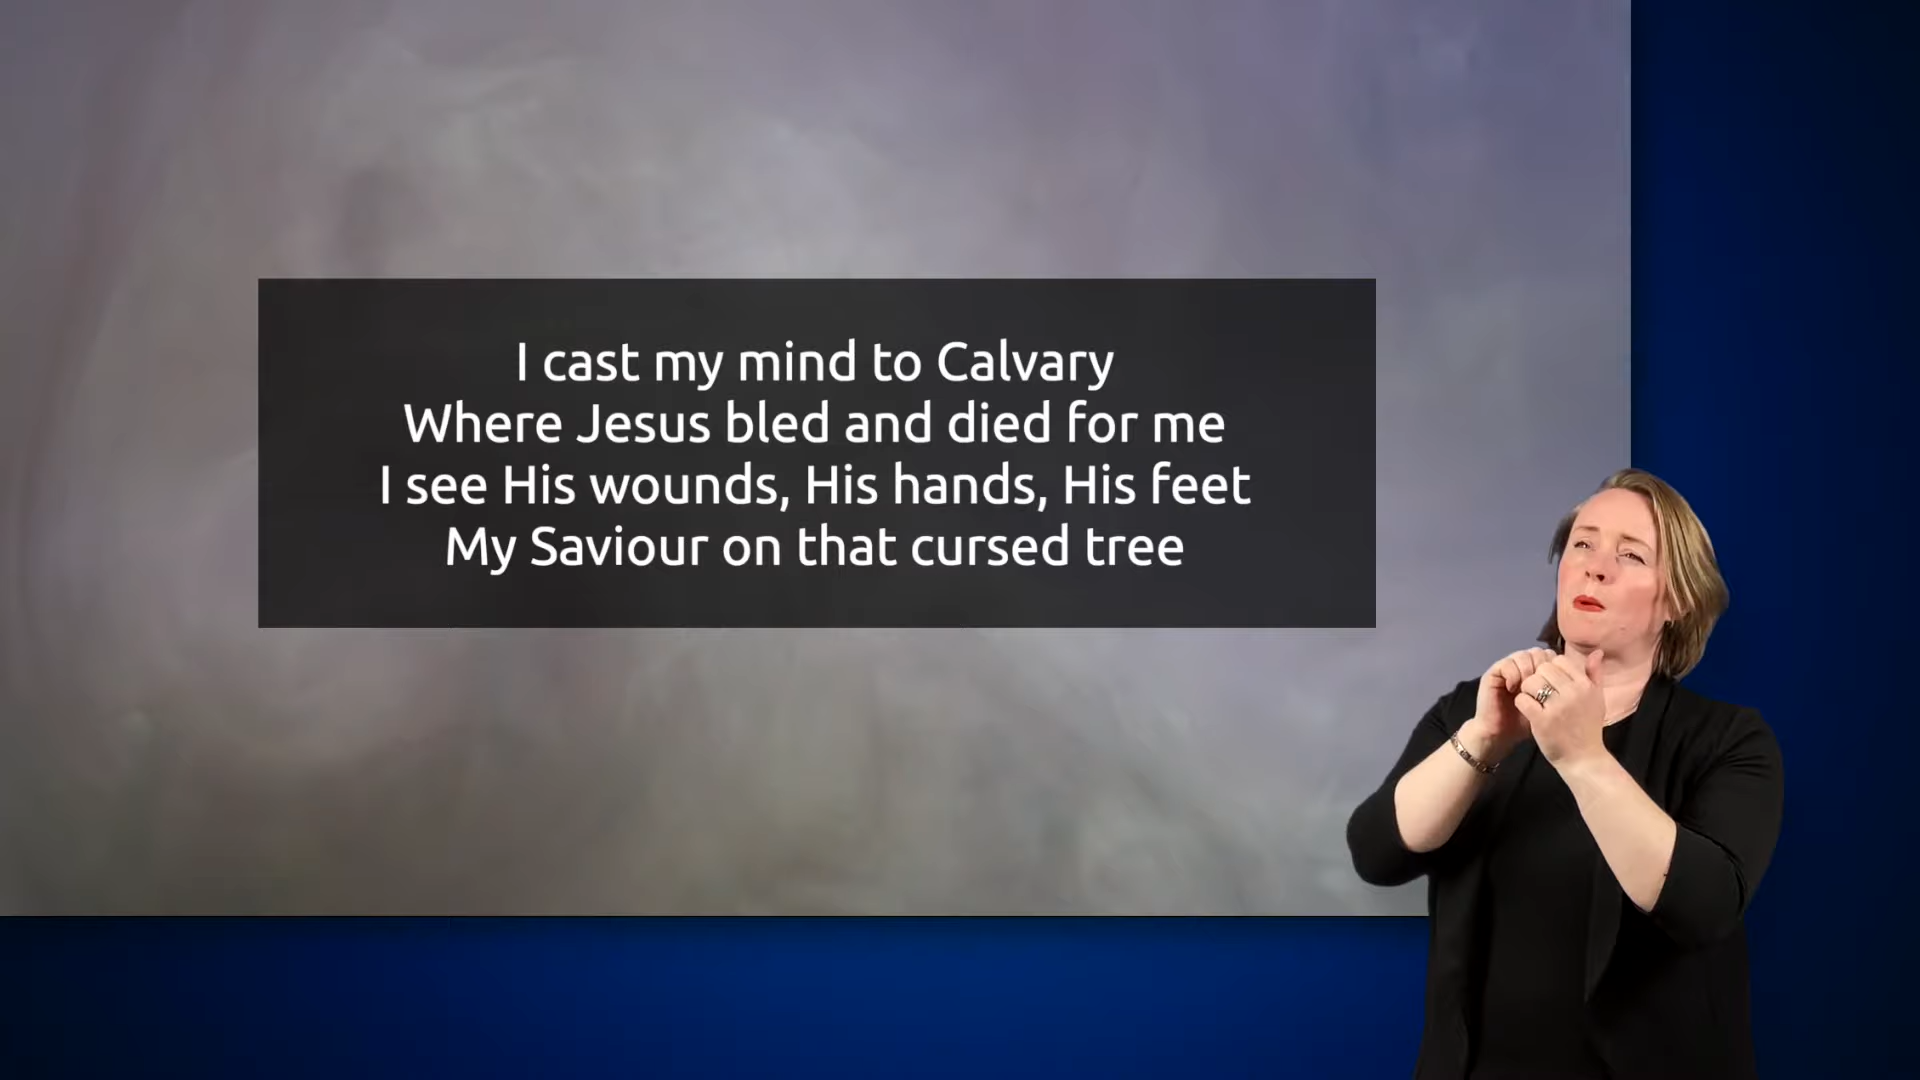 I cast my mind to Calvary
Where Jesus bled and died for me
I see His wounds, His hands, His feet
My Saviour on that cursed tree